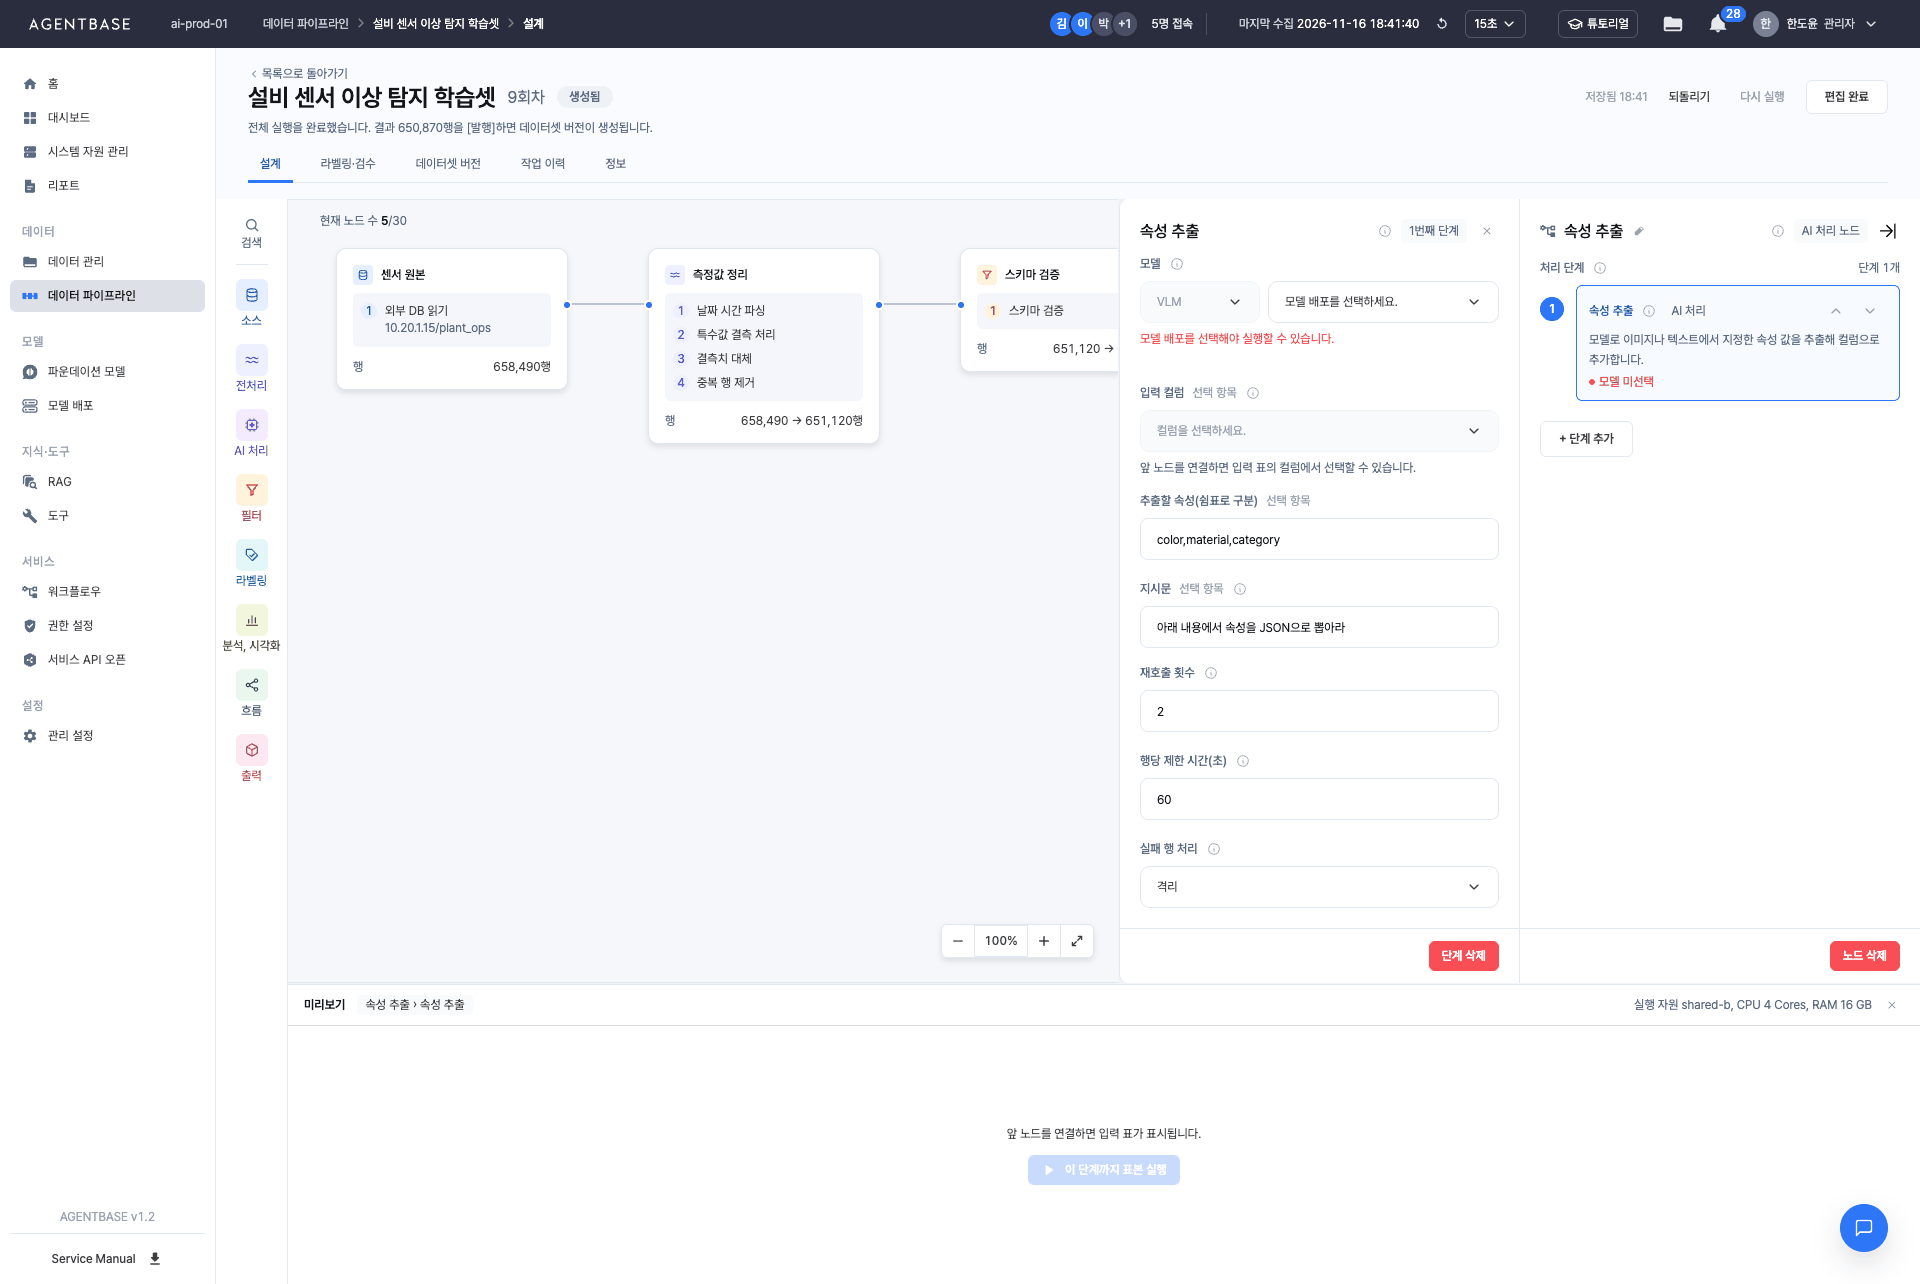 AGENTBASE
ai-prod-01
데이터 파이프라인
설비 센서 이상 탐지 학습셋
설계
김
이
박
+1
5명 접속
마지막 수집 2026-11-16 18:41:40
15초
튜토리얼
28
한
한도윤 관리자
홈
대시보드
시스템 자원 관리
리포트
데이터
데이터 관리
데이터 파이프라인
모델
파운데이션 모델
모델 배포
지식·도구
RAG
도구
서비스
워크플로우
권한 설정
서비스 API 오픈
설정
관리 설정
AGENTBASE v1.2
Service Manual
목록으로 돌아가기
설비 센서 이상 탐지 학습셋 9회차 생성됨
전체 실행을 완료했습니다. 결과 650,870행을 [발행]하면 데이터셋 버전이 생성됩니다.
저장됨 18:41
되돌리기
다시 실행
편집 완료
설계
라벨링·검수
데이터셋 버전
작업 이력
정보
검색
소스
전처리
AI 처리
필터
라벨링
분석, 시각화
흐름
출력
현재 노드 수 5/30
센서 원본
1 외부 DB 읽기
10.20.1.15/plant_ops
행 658,490행
측정값 정리
1 날짜 시간 파싱
2 특수값 결측 처리
3 결측치 대체
4 중복 행 제거
행 658,490 → 651,120행
스키마 검증
1 스키마 검증
행 651,120 →
100%
속성 추출
1번째 단계
모델
VLM
모델 배포를 선택하세요.
모델 배포를 선택해야 실행할 수 있습니다.
입력 컬럼 선택 항목
컬럼을 선택하세요.
앞 노드를 연결하면 입력 표의 컬럼에서 선택할 수 있습니다.
추출할 속성(쉼표로 구분) 선택 항목
color,material,category
지시문 선택 항목
아래 내용에서 속성을 JSON으로 뽑아라
재호출 횟수
2
행당 제한 시간(초)
60
실패 행 처리
격리
단계 삭제
속성 추출
AI 처리 노드
처리 단계
단계 1개
1
속성 추출 AI 처리
모델로 이미지나 텍스트에서 지정한 속성 값을 추출해 컬럼으로
추가합니다.
모델 미선택
+ 단계 추가
노드 삭제
미리보기 속성 추출 › 속성 추출
실행 자원 shared-b, CPU 4 Cores, RAM 16 GB
앞 노드를 연결하면 입력 표가 표시됩니다.
이 단계까지 표본 실행